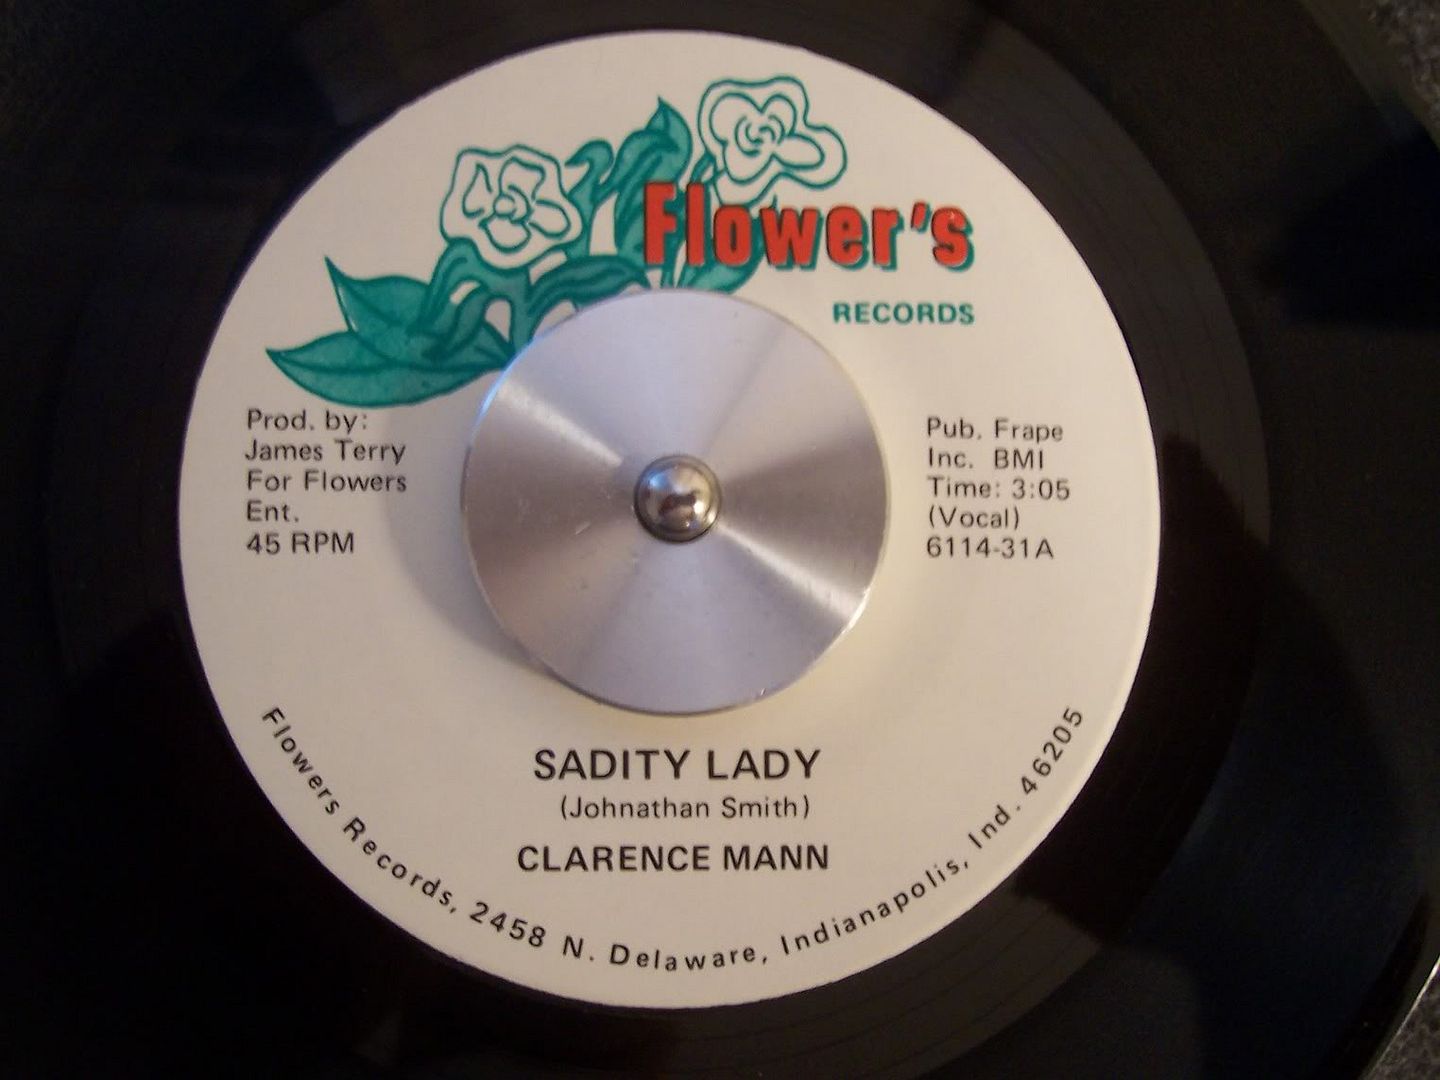 Flower's
RECORDS
Prod. by:
James Terry
For Flowers
Ent.
45 RPM
Pub. Frape
Inc. BMI
Time: 3:05
(Vocal)
6114-31A
SADITY LADY
(Johnathan Smith)
CLARENCE MANN
Flowers Records, 2458 N. Delaware, Indianapolis, Ind. 46205